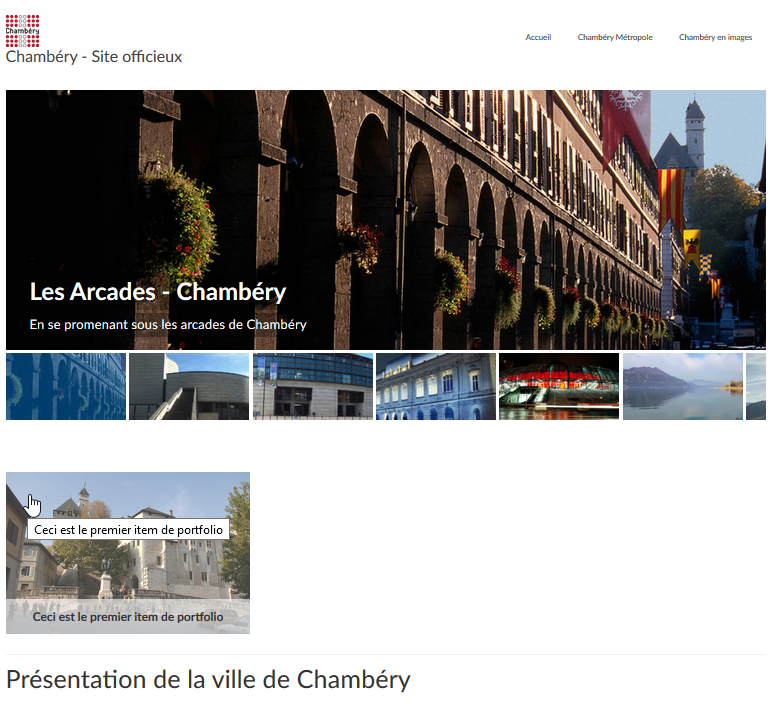 Chambéry
Chambéry - Site officieux
Accueil Chambéry Métropole Chambéry en images
Les Arcades - Chambéry
En se promenant sous les arcades de Chambéry
Ceci est le premier item de portfolio
Ceci est le premier item de portfolio
Présentation de la ville de Chambéry